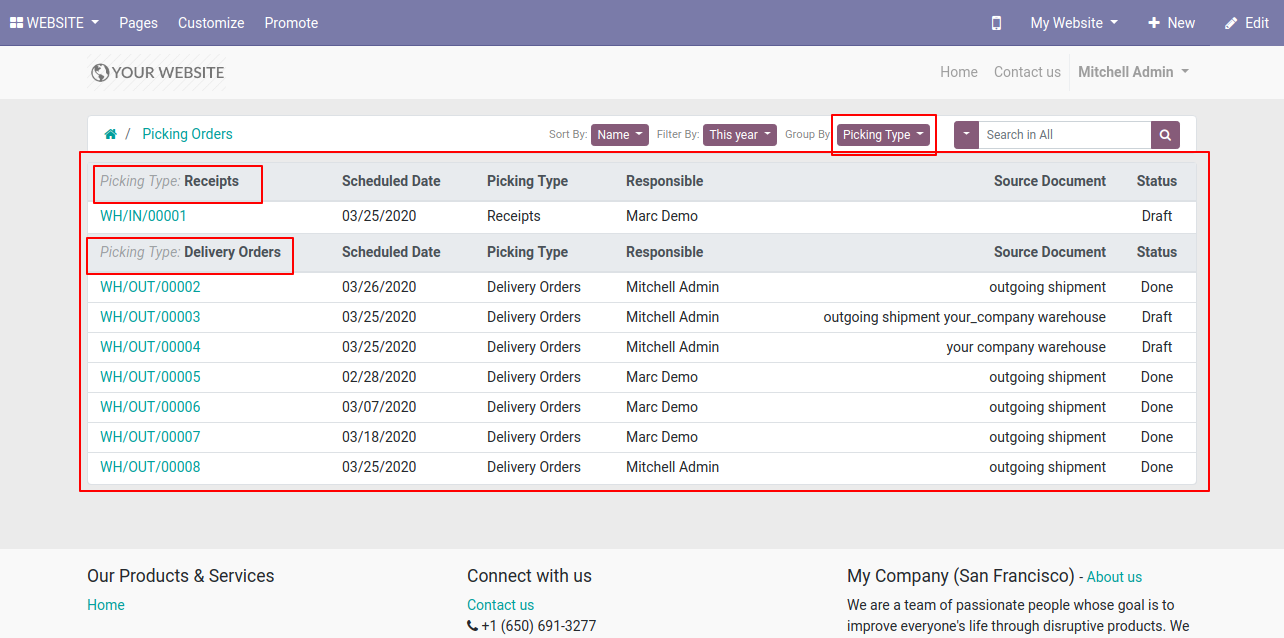 WEBSITE Pages Customize Promote My Website New Edit
YOUR WEBSITE Home Contact us Mitchell Admin
/ Picking Orders Sort By: Name Filter By: This year Group By Picking Type Search in All
Picking Type: Receipts Scheduled Date Picking Type Responsible Source Document Status
WH/IN/00001 03/25/2020 Receipts Marc Demo Draft
Picking Type: Delivery Orders Scheduled Date Picking Type Responsible Source Document Status
WH/OUT/00002 03/26/2020 Delivery Orders Mitchell Admin outgoing shipment Done
WH/OUT/00003 03/25/2020 Delivery Orders Mitchell Admin outgoing shipment your_company warehouse Draft
WH/OUT/00004 03/25/2020 Delivery Orders Mitchell Admin your company warehouse Draft
WH/OUT/00005 02/28/2020 Delivery Orders Marc Demo outgoing shipment Done
WH/OUT/00006 03/07/2020 Delivery Orders Marc Demo outgoing shipment Done
WH/OUT/00007 03/18/2020 Delivery Orders Marc Demo outgoing shipment Done
WH/OUT/00008 03/25/2020 Delivery Orders Mitchell Admin outgoing shipment Done
Our Products & Services Connect with us My Company (San Francisco) - About us
Home Contact us We are a team of passionate people whose goal is to
+1 (650) 691-3277 improve everyone's life through disruptive products. We